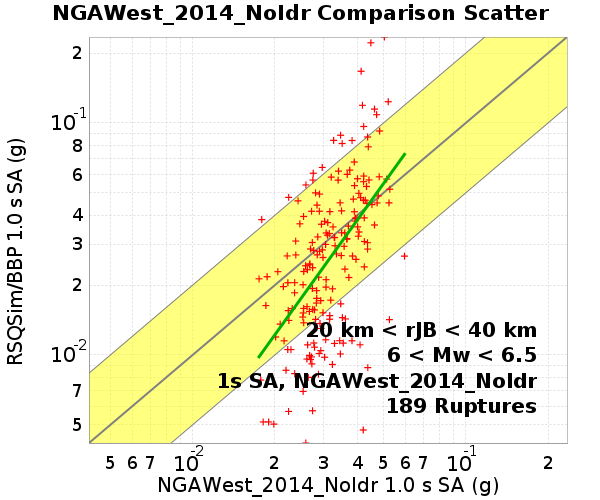 NGAWest_2014_NoIdr Comparison Scatter
RSQSim/BBP 1.0 s SA (g)
2
10⁻¹
8
6
4
3
2
10⁻²
7
5
20 km < rJB < 40 km
6 < Mw < 6.5
1s SA, NGAWest_2014_NoIdr
189 Ruptures
5 6 7 10⁻² 2 3 4 5 6 7 10⁻¹ 2
NGAWest_2014_NoIdr 1.0 s SA (g)